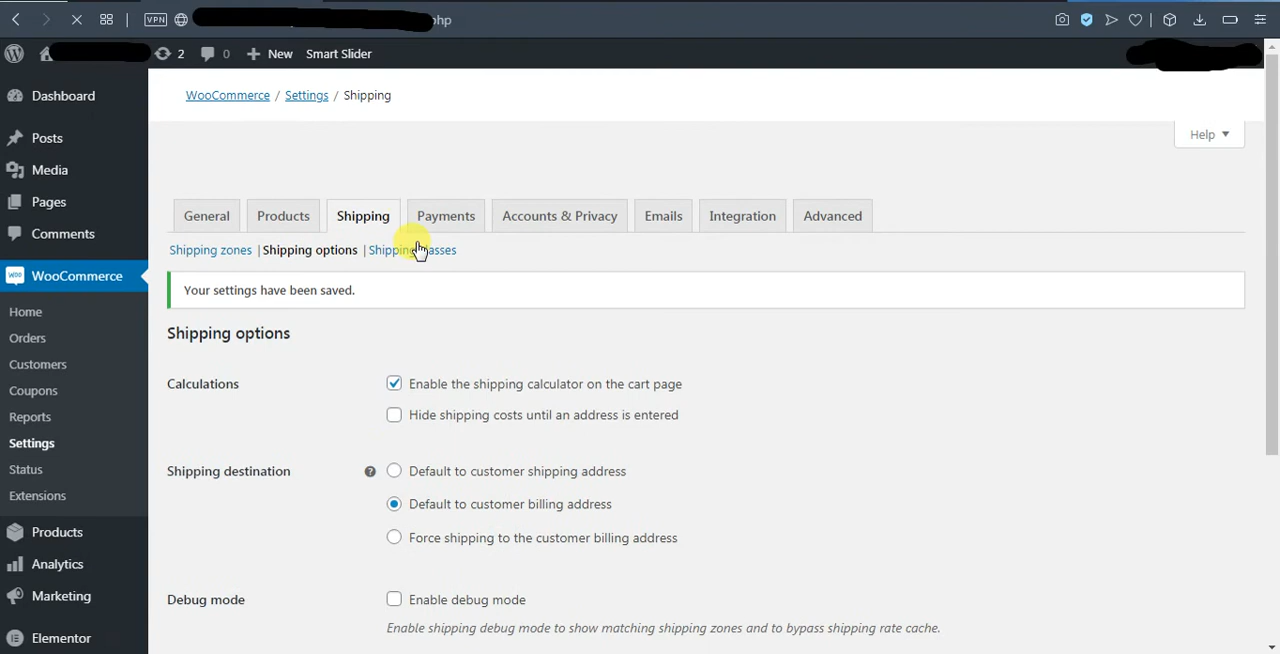 VPN php
2 0 New Smart Slider
WooCommerce / Settings / Shipping
Help
Dashboard
Posts
Media
Pages
Comments
WOO WooCommerce
Home
Orders
Customers
Coupons
Reports
Settings
Status
Extensions
Products
Analytics
Marketing
Elementor
General Products Shipping Payments Accounts & Privacy Emails Integration Advanced
Shipping zones | Shipping options | Shipping classes
Your settings have been saved.
Shipping options
Calculations Enable the shipping calculator on the cart page
Hide shipping costs until an address is entered
Shipping destination ? Default to customer shipping address
Default to customer billing address
Force shipping to the customer billing address
Debug mode Enable debug mode
Enable shipping debug mode to show matching shipping zones and to bypass shipping rate cache.